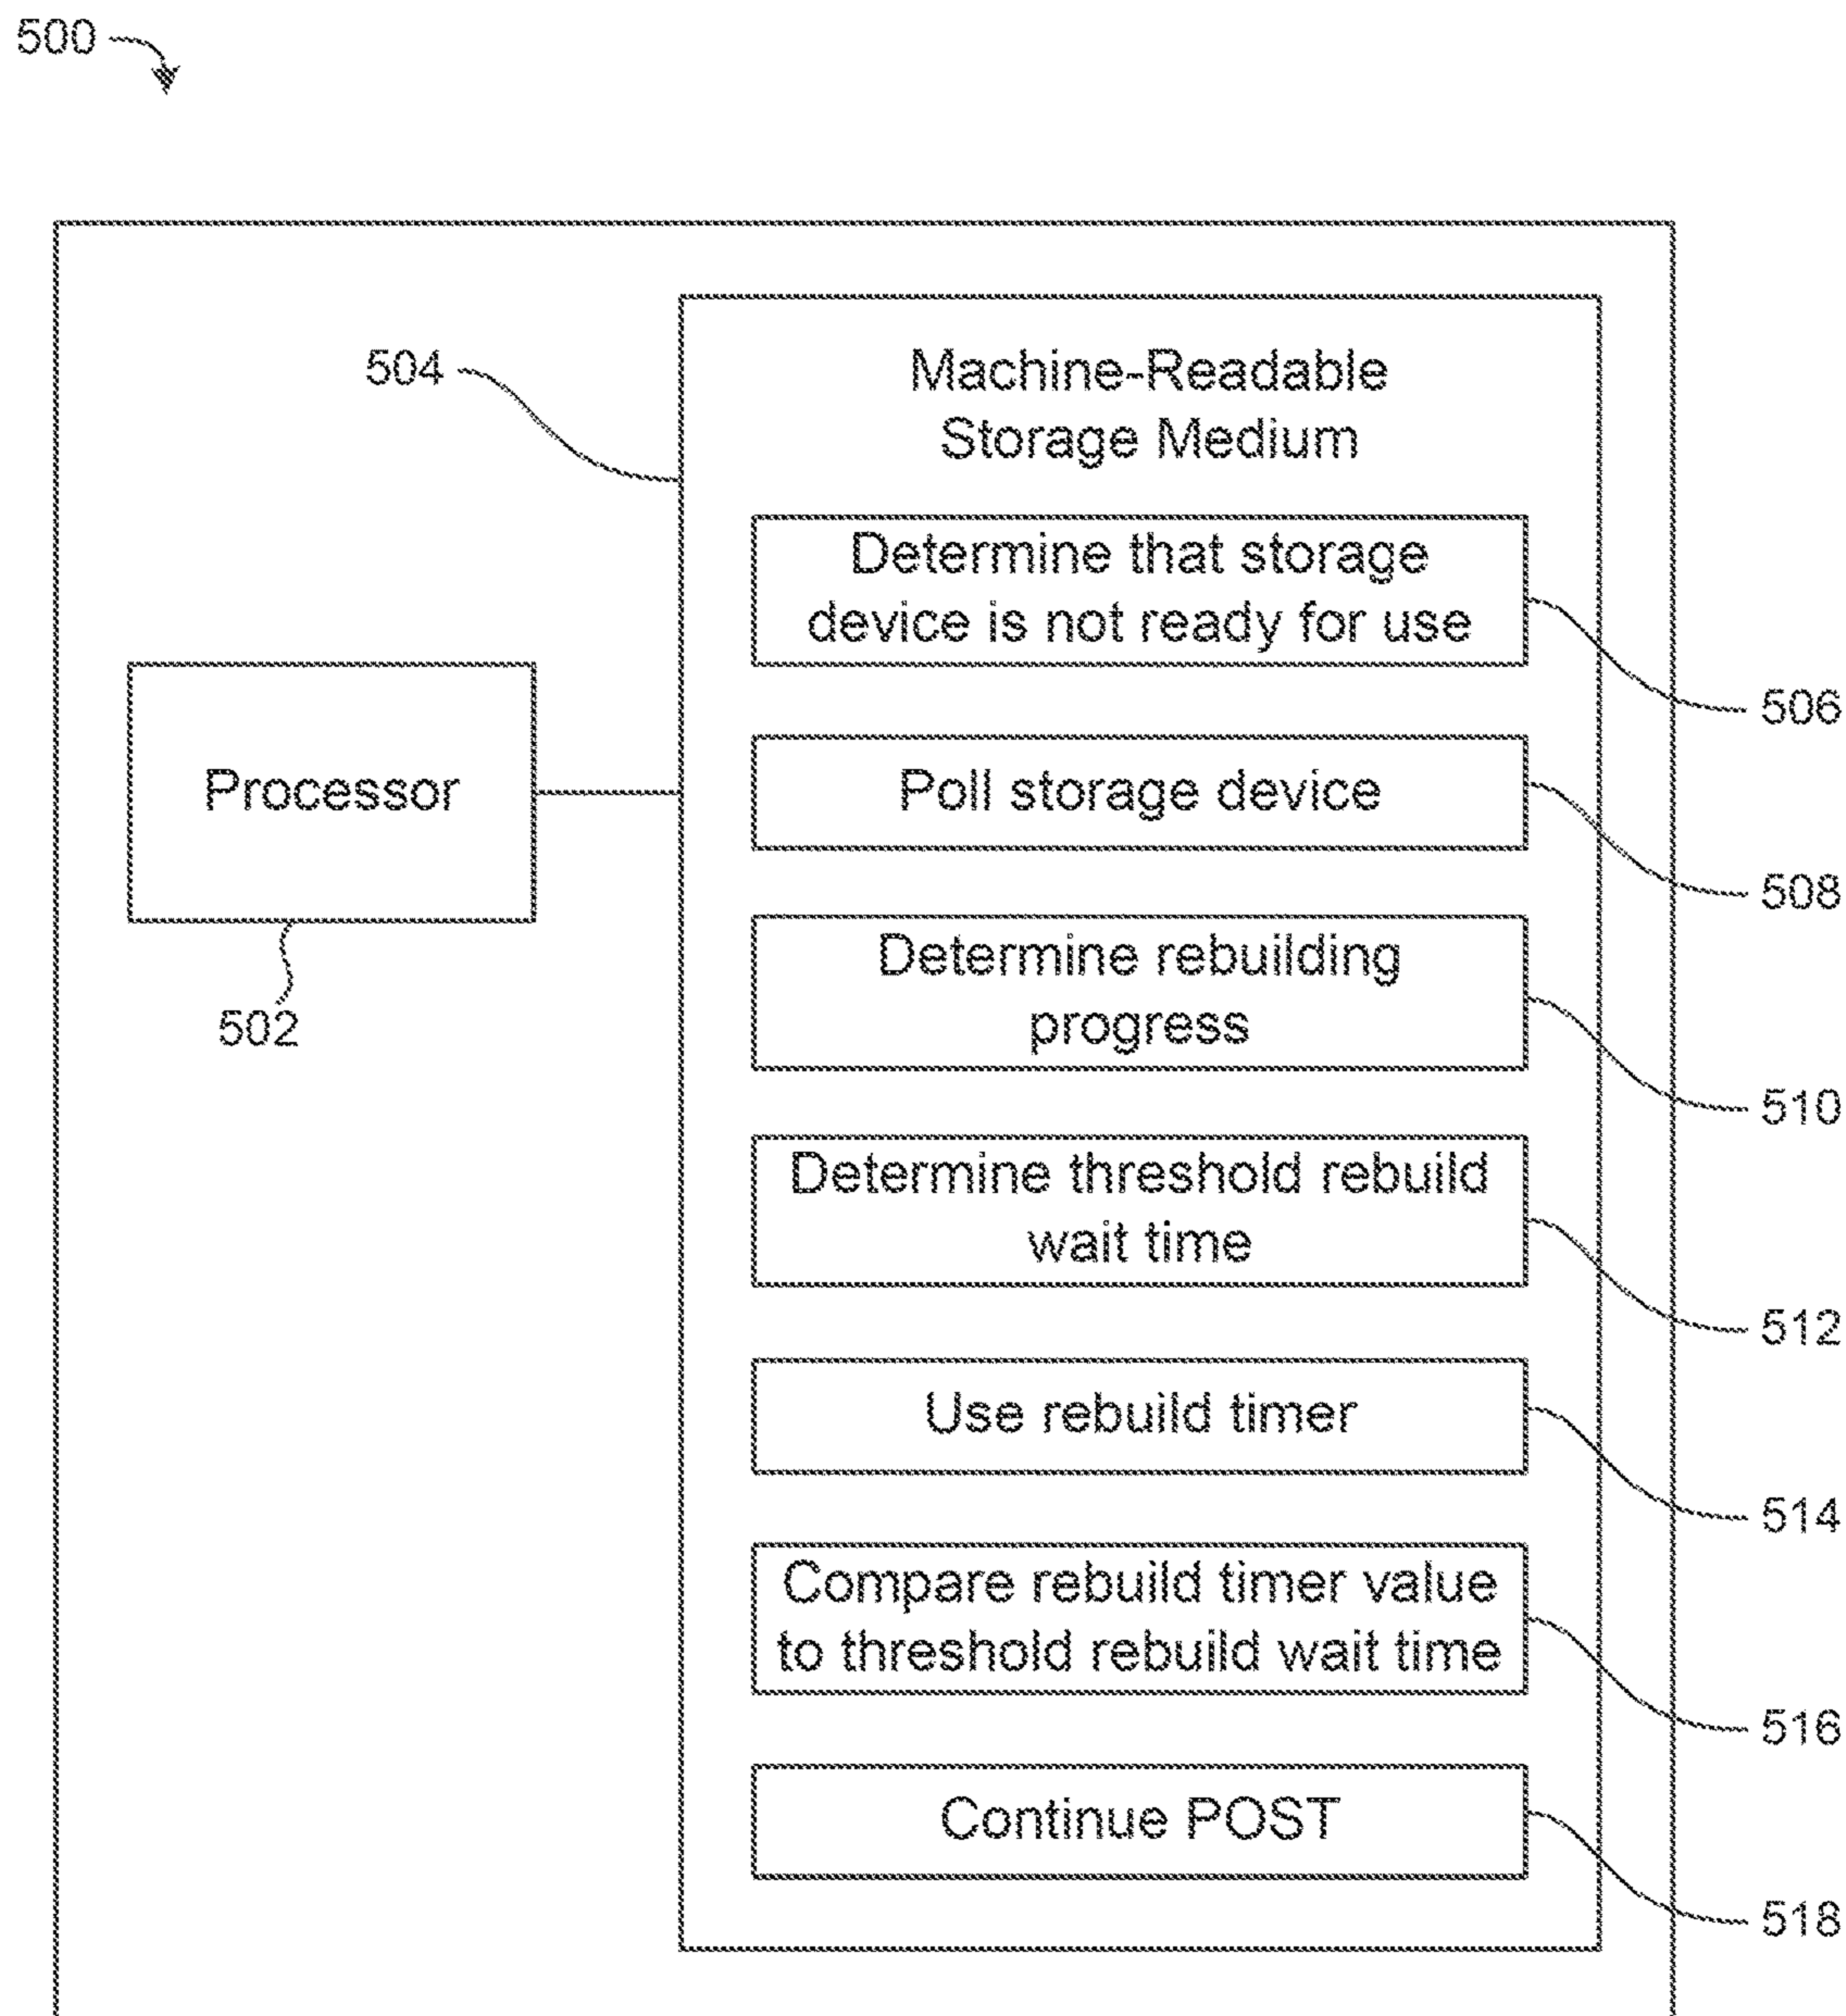 500
504
Machine-Readable
Storage Medium
Determine that storage
device is not ready for use
506
Processor
502
Poll storage device
508
Determine rebuilding
progress
510
Determine threshold rebuild
wait time
512
Use rebuild timer
514
Compare rebuild timer value
to threshold rebuild wait time
516
Continue POST
518